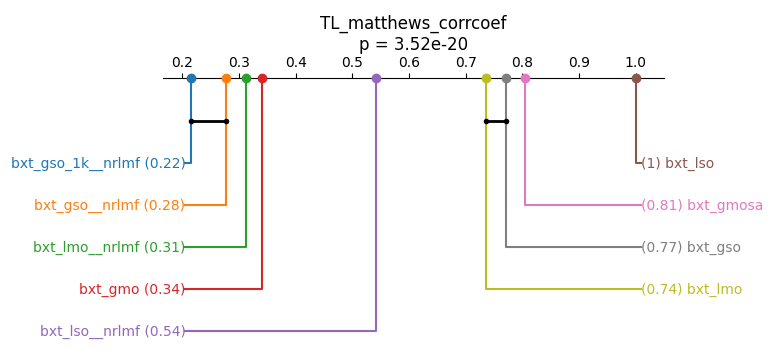 TL_matthews_corrcoef
p = 3.52e-20
0.2 0.3 0.4 0.5 0.6 0.7 0.8 0.9 1.0
bxt_gso_1k__nrlmf (0.22) (1) bxt_lso
bxt_gso__nrlmf (0.28) (0.81) bxt_gmosa
bxt_lmo__nrlmf (0.31) (0.77) bxt_gso
bxt_gmo (0.34) (0.74) bxt_lmo
bxt_lso__nrlmf (0.54)